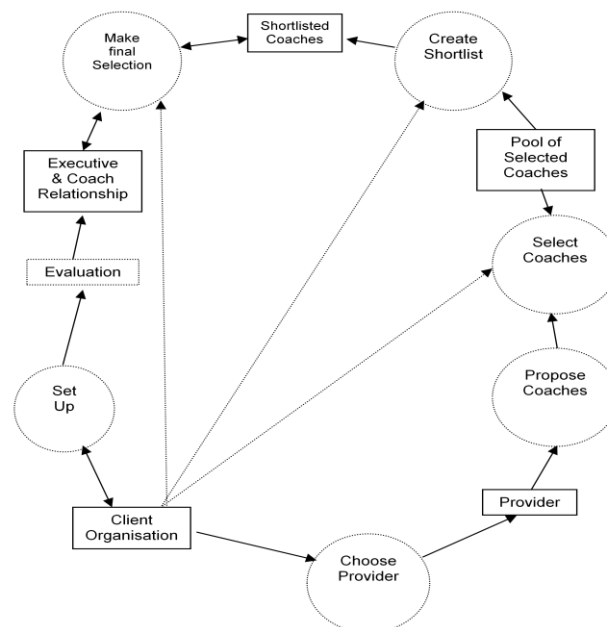 Make
final
Selection
Shortlisted
Coaches
Create
Shortlist
Executive
& Coach
Relationship
Pool of
Selected
Coaches
Evaluation
Select
Coaches
Set
Up
Propose
Coaches
Client
Organisation
Provider
Choose
Provider